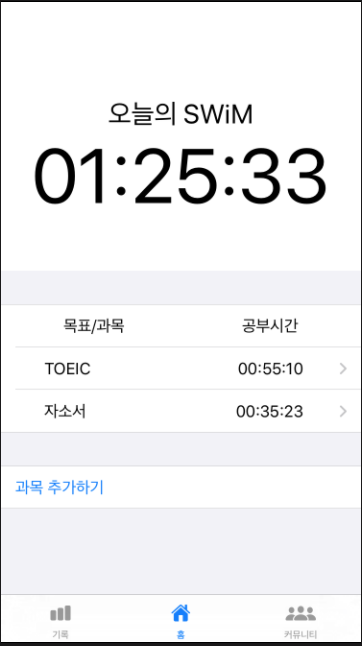 오늘의 SWiM
01:25:33
목표/과목 공부시간
TOEIC 00:55:10
자소서 00:35:23
과목 추가하기
기록 홈 커뮤니티